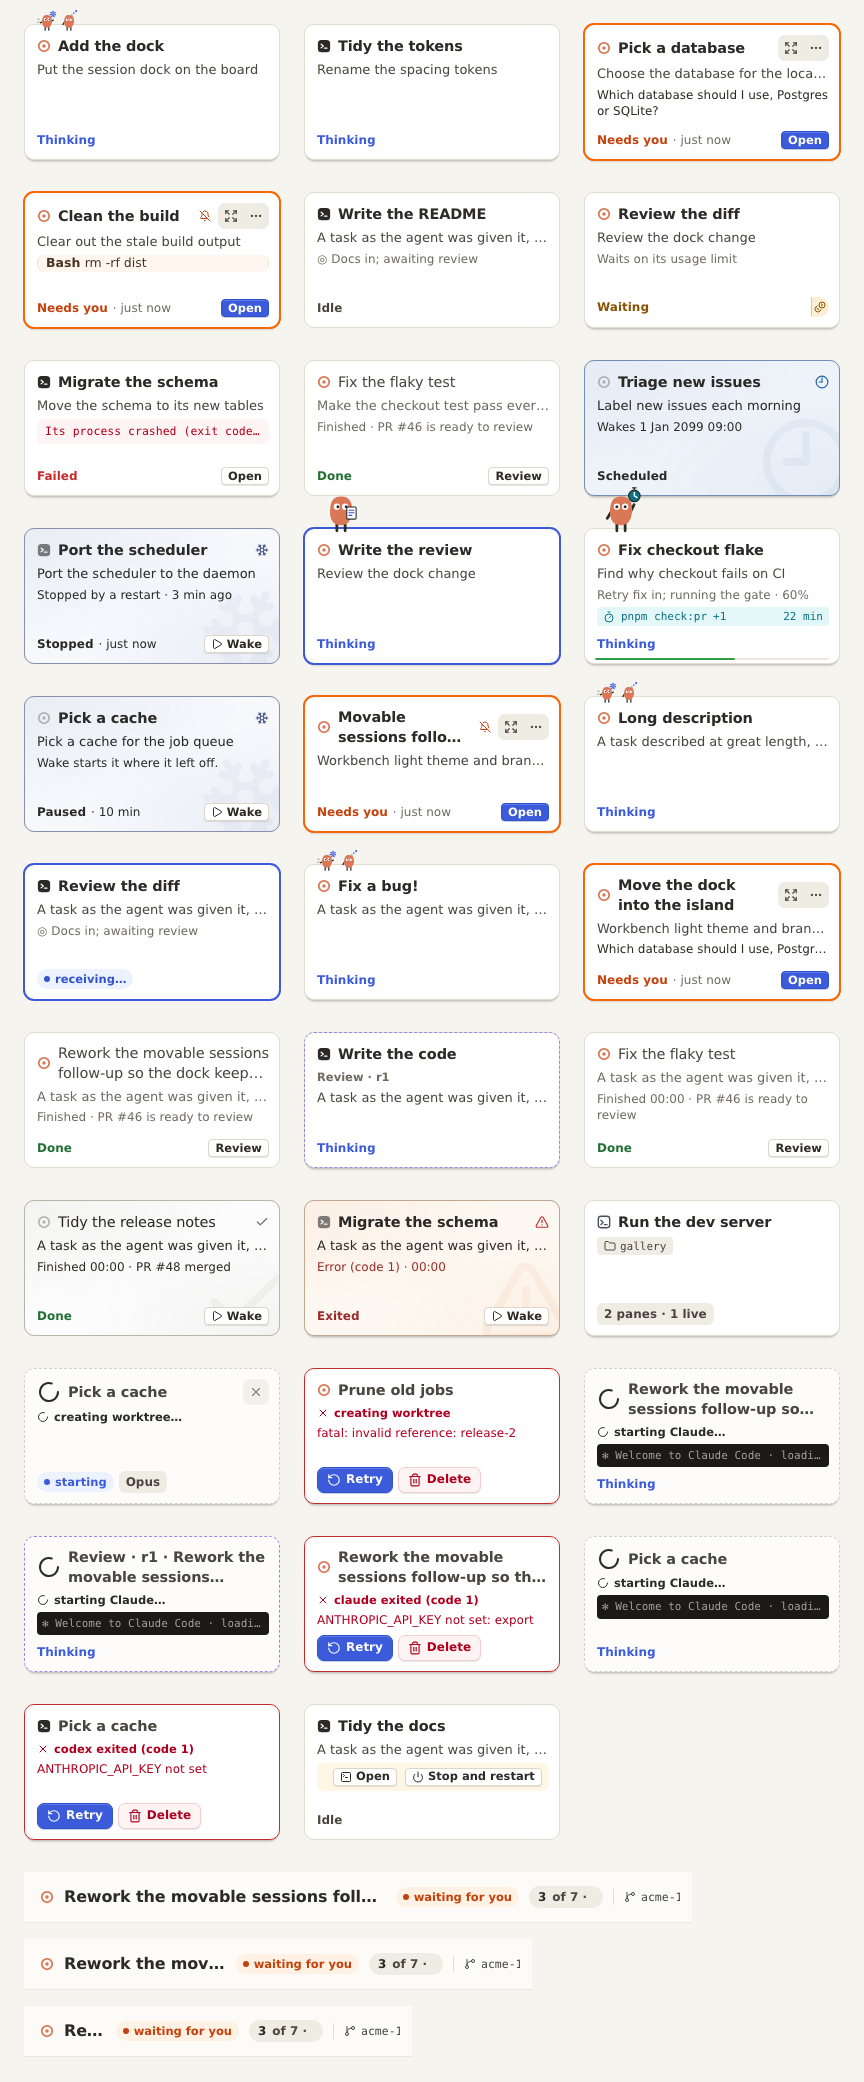 Add the dock
Put the session dock on the board
Thinking
Tidy the tokens
Rename the spacing tokens
Thinking
Pick a database
Choose the database for the loca…
Which database should I use, Postgres
or SQLite?
Needs you · just now
Open
Clean the build
Clear out the stale build output
Bash rm -rf dist
Needs you · just now
Open
Write the README
A task as the agent was given it, …
◎ Docs in; awaiting review
Idle
Review the diff
Review the dock change
Waits on its usage limit
Waiting
Migrate the schema
Move the schema to its new tables
Its process crashed (exit code…
Failed
Open
Fix the flaky test
Make the checkout test pass ever…
Finished · PR #46 is ready to review
Done
Review
Triage new issues
Label new issues each morning
Wakes 1 Jan 2099 09:00
Scheduled
Port the scheduler
Port the scheduler to the daemon
Stopped by a restart · 3 min ago
Stopped · just now
Wake
Write the review
Review the dock change
Thinking
Fix checkout flake
Find why checkout fails on CI
Retry fix in; running the gate · 60%
pnpm check:pr +1 22 min
Thinking
Pick a cache
Pick a cache for the job queue
Wake starts it where it left off.
Paused · 10 min
Wake
Movable
sessions follo…
Workbench light theme and bran…
Needs you · just now
Open
Long description
A task described at great length, …
Thinking
Review the diff
A task as the agent was given it, …
◎ Docs in; awaiting review
receiving…
Fix a bug!
A task as the agent was given it, …
Thinking
Move the dock
into the island
Workbench light theme and bran…
Which database should I use, Postgr…
Needs you · just now
Open
Rework the movable sessions
follow-up so the dock keep…
A task as the agent was given it, …
Finished · PR #46 is ready to review
Done
Review
Write the code
Review · r1
A task as the agent was given it, …
Thinking
Fix the flaky test
A task as the agent was given it, …
Finished 00:00 · PR #46 is ready to
review
Done
Review
Tidy the release notes
A task as the agent was given it, …
Finished 00:00 · PR #48 merged
Done
Wake
Migrate the schema
A task as the agent was given it, …
Error (code 1) · 00:00
Exited
Wake
Run the dev server
gallery
2 panes · 1 live
Pick a cache
creating worktree…
starting
Opus
Prune old jobs
creating worktree
fatal: invalid reference: release-2
Retry
Delete
Rework the movable
sessions follow-up so…
starting Claude…
✻ Welcome to Claude Code · loadi…
Thinking
Review · r1 · Rework the
movable sessions…
starting Claude…
✻ Welcome to Claude Code · loadi…
Thinking
Rework the movable
sessions follow-up so th…
claude exited (code 1)
ANTHROPIC_API_KEY not set: export
Retry
Delete
Pick a cache
starting Claude…
✻ Welcome to Claude Code · loadi…
Thinking
Pick a cache
codex exited (code 1)
ANTHROPIC_API_KEY not set
Retry
Delete
Tidy the docs
A task as the agent was given it, …
Open
Stop and restart
Idle
Rework the movable sessions foll…
waiting for you
3 of 7 ·
acme-1
Rework the mov…
waiting for you
3 of 7 ·
acme-1
Re…
waiting for you
3 of 7 ·
acme-1